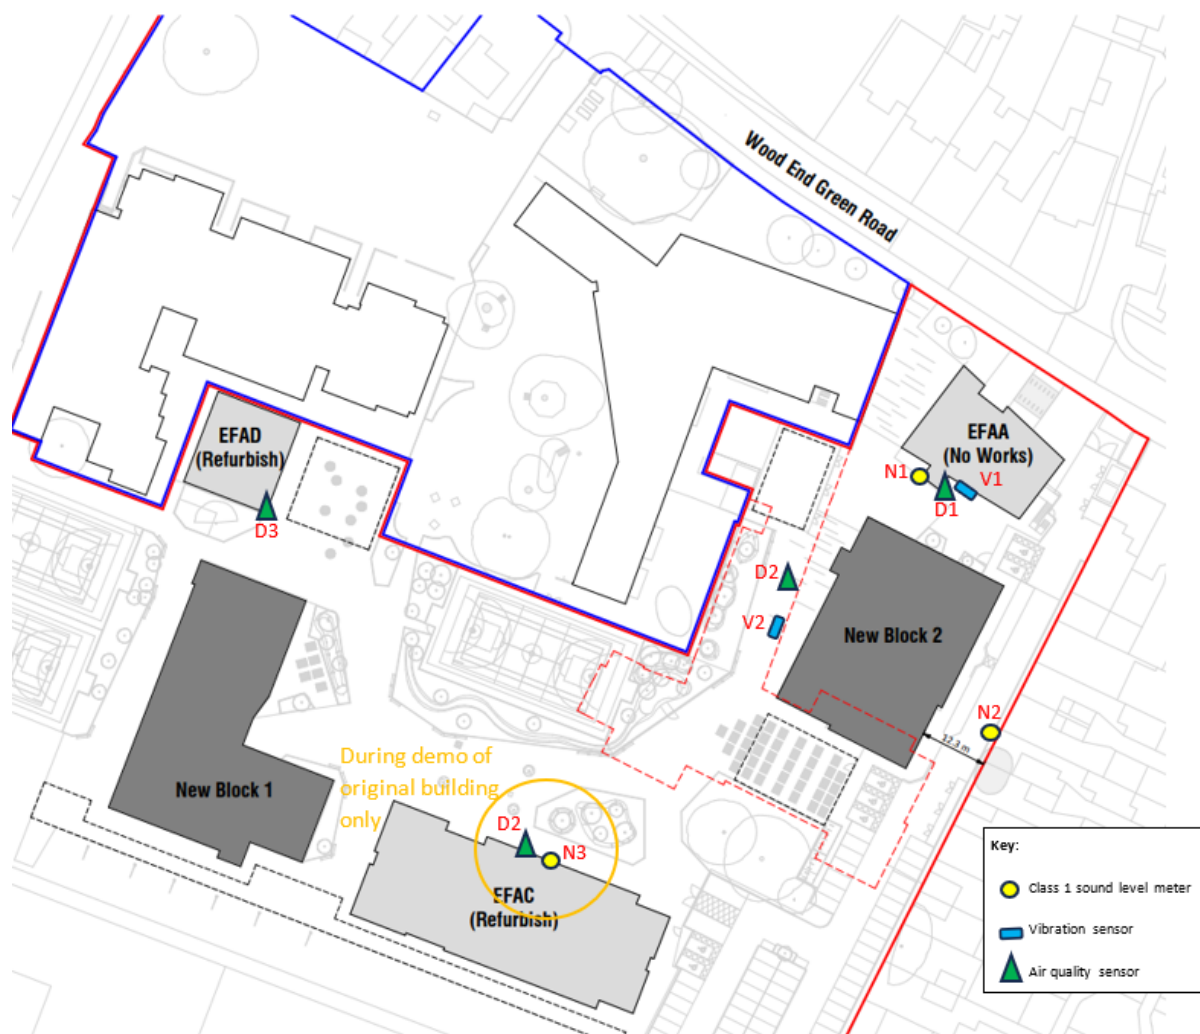 Wood End Green Road
EFAD
(Refurbish)
D3
EFAA
(No Works)
N1
V1
D1
D2
V2
New Block 2
N2
12.3 m
During demo of
original building
only
New Block 1
D2
N3
EFAC
(Refurbish)
Key:
Class 1 sound level meter
Vibration sensor
Air quality sensor